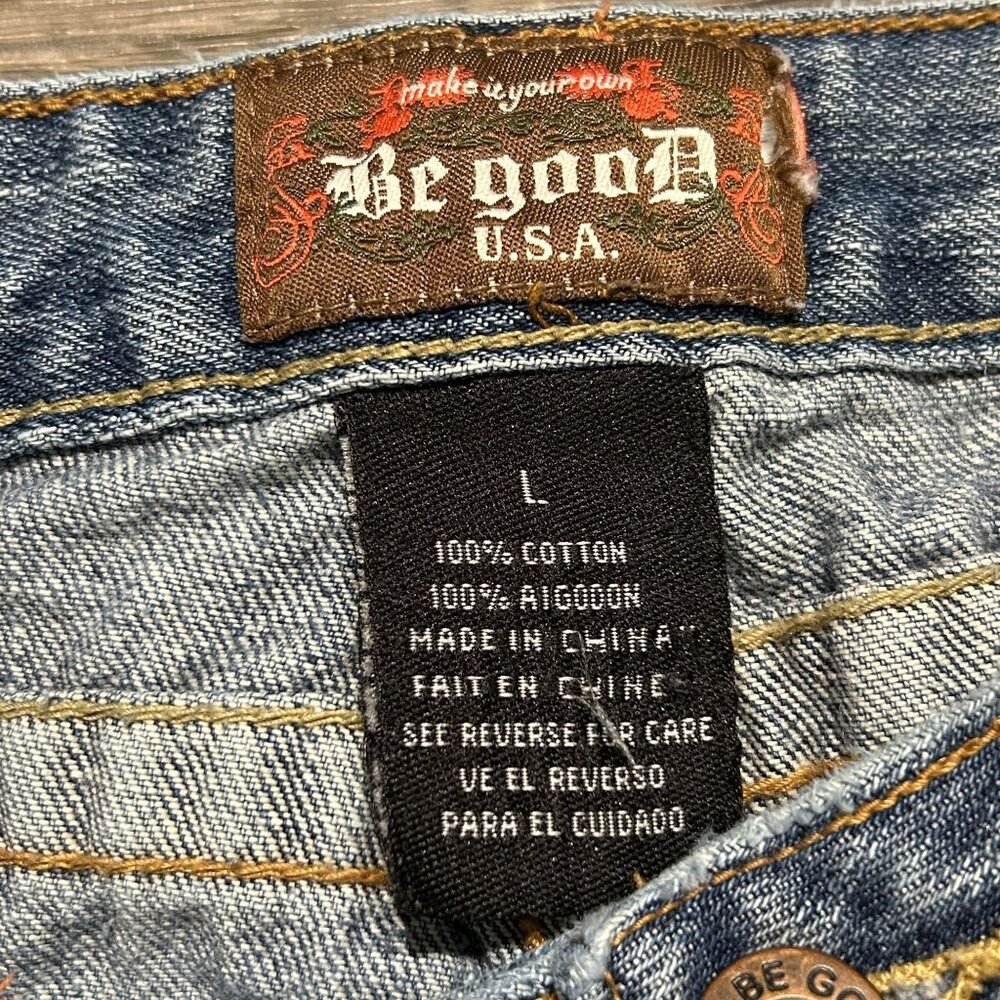 make it your own
Be gooD
U.S.A.
L
100% COTTON
100% AIGODON
MADE IN CHINA
FAIT EN CHINE
SEE REVERSE FOR CARE
VE EL REVERSO
PARA EL CUIDADO
BE GO